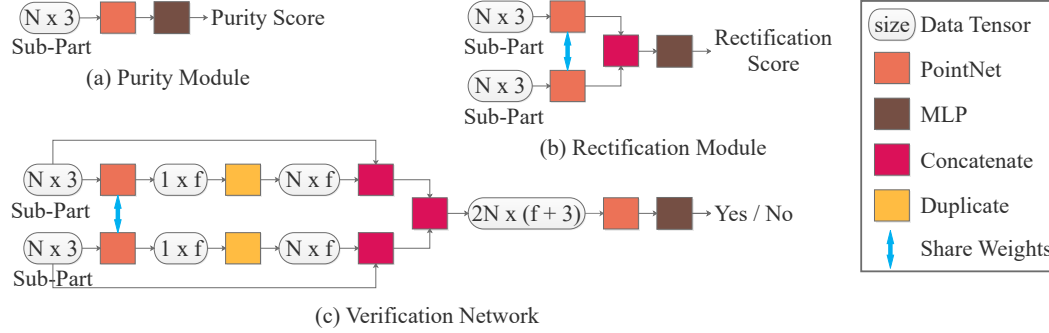 N x 3
Purity Score
Sub-Part
(a) Purity Module
N x 3
Sub-Part
Rectification
Score
N x 3
Sub-Part
(b) Rectification Module
N x 3
1 x f
N x f
Sub-Part
2N x (f + 3)
Yes / No
N x 3
1 x f
N x f
Sub-Part
(c) Verification Network
size Data Tensor
PointNet
MLP
Concatenate
Duplicate
Share Weights